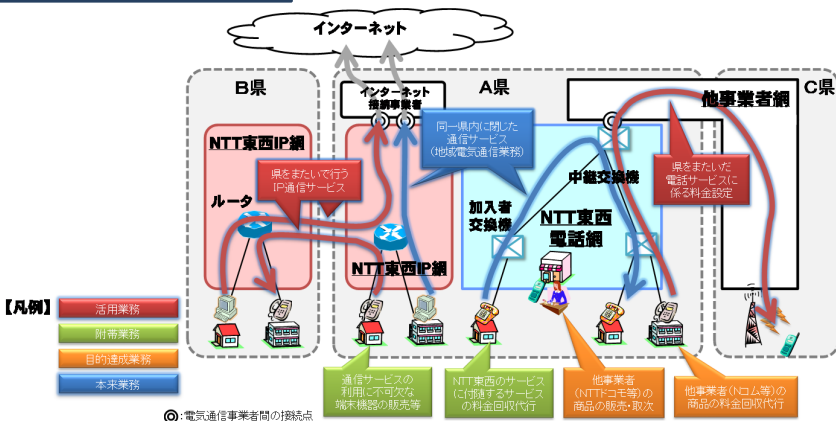 インターネット
B県
A県
C県
インターネット
接続事業者
他事業者網
NTT東西IP網
同一県内に閉じた
通信サービス
(地域電気通信業務)
県をまたいで行う
IP通信サービス
県をまたいだ
電話サービスに
係る料金設定
中継交換機
ルータ
加入者
交換機
NTT東西
電話網
NTT東西IP網
【凡例】
活用業務
附帯業務
目的達成業務
本来業務
通信サービスの
利用に不可欠な
端末機器の販売等
NTT東西のサービス
に付随するサービス
の料金回収代行
他事業者
(NTTドコモ等)の
商品の販売・取次
他事業者(Nコム等)の
商品の料金回収代行
◎:電気通信事業者間の接続点